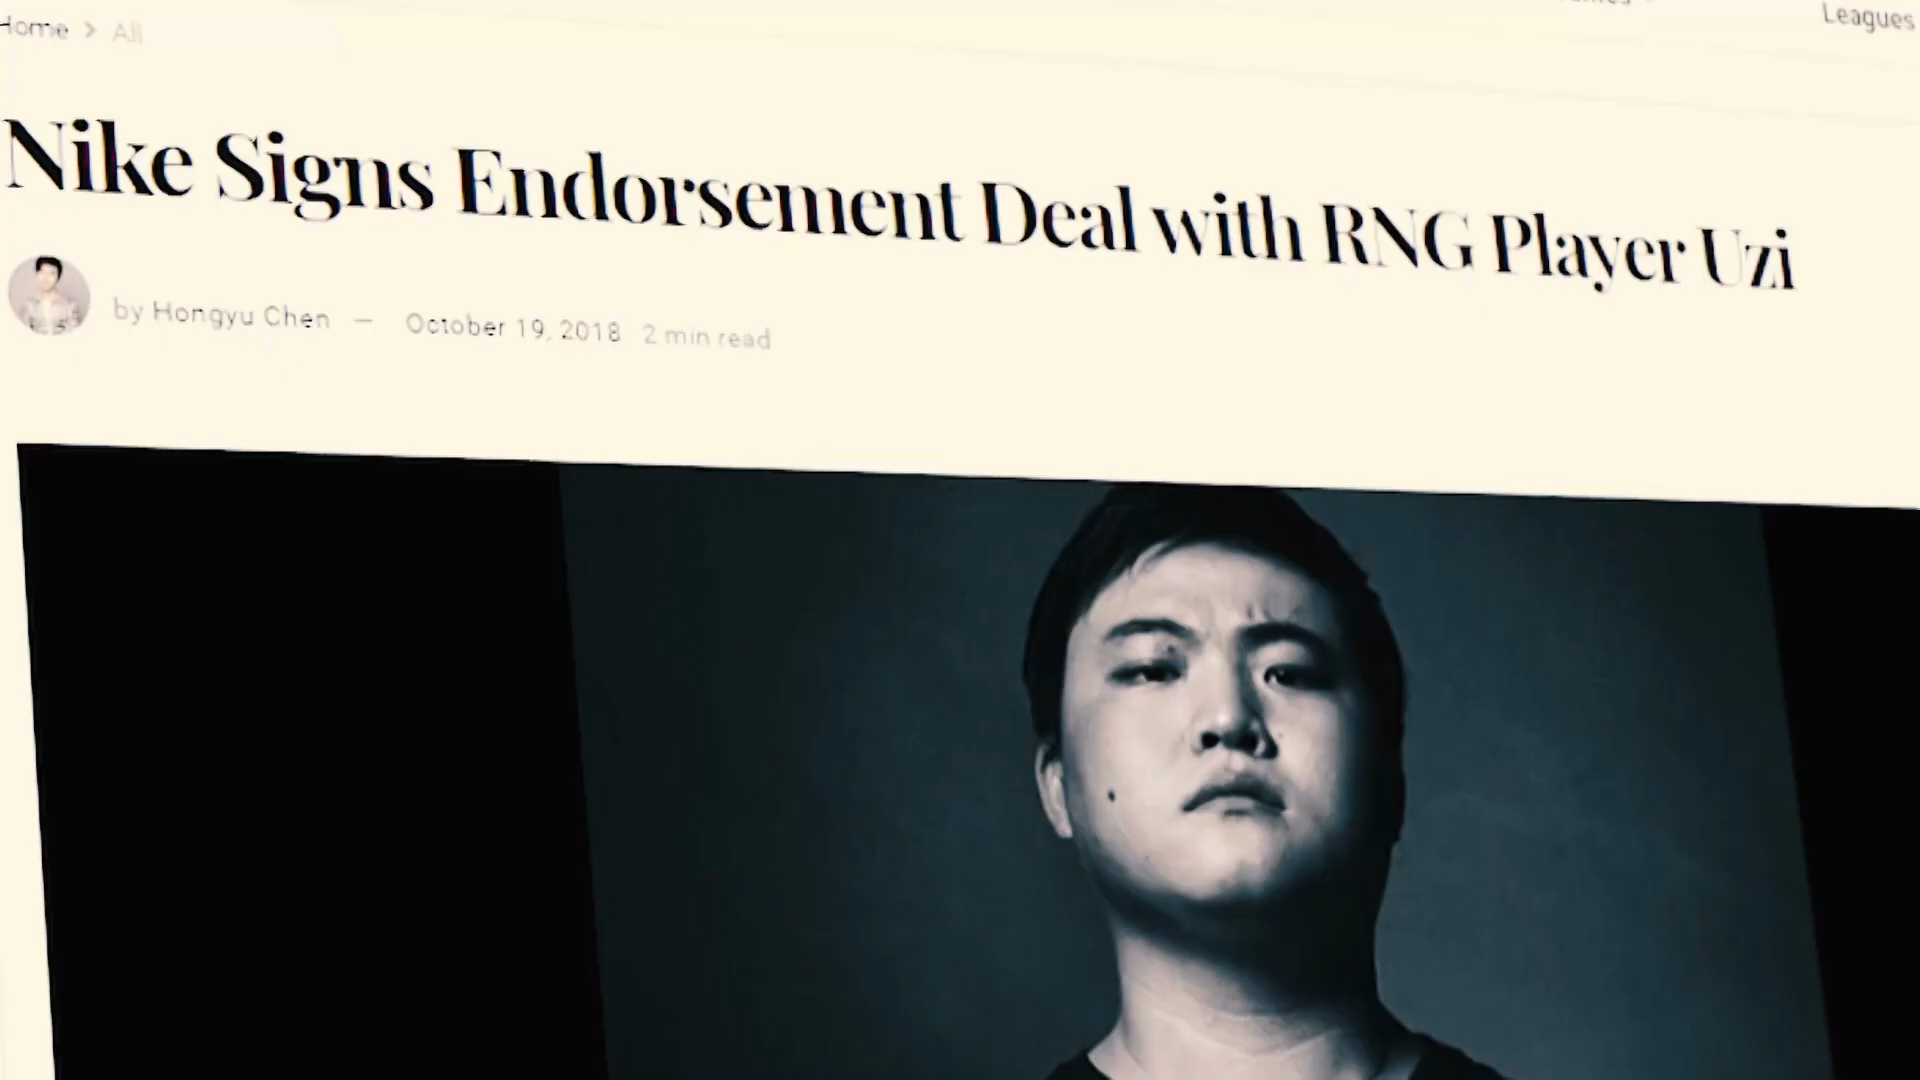 Leagues
Home > All
Nike Signs Endorsement Deal with RNG Player Uzi
by Hongyu Chen — October 19, 2018 2 min read